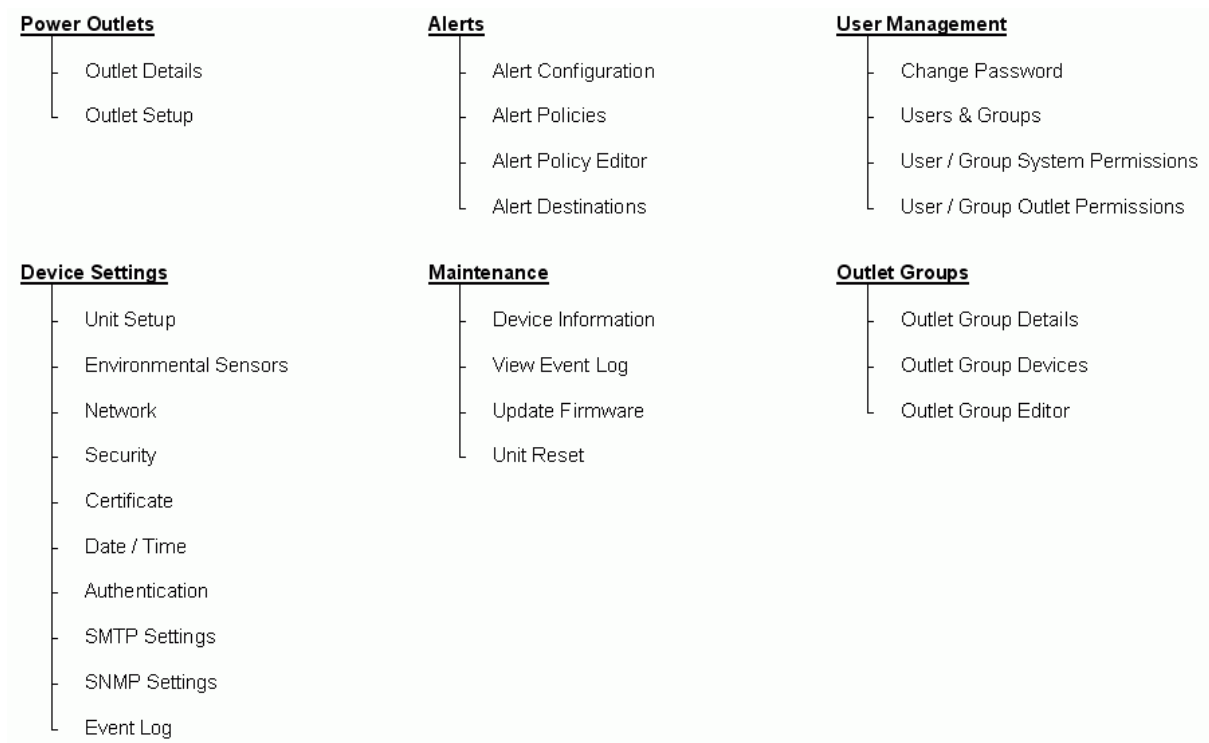 Power Outlets
Outlet Details
Outlet Setup
Alerts
Alert Configuration
Alert Policies
Alert Policy Editor
Alert Destinations
User Management
Change Password
Users & Groups
User / Group System Permissions
User / Group Outlet Permissions
Device Settings
Unit Setup
Environmental Sensors
Network
Security
Certificate
Date / Time
Authentication
SMTP Settings
SNMP Settings
Event Log
Maintenance
Device Information
View Event Log
Update Firmware
Unit Reset
Outlet Groups
Outlet Group Details
Outlet Group Devices
Outlet Group Editor